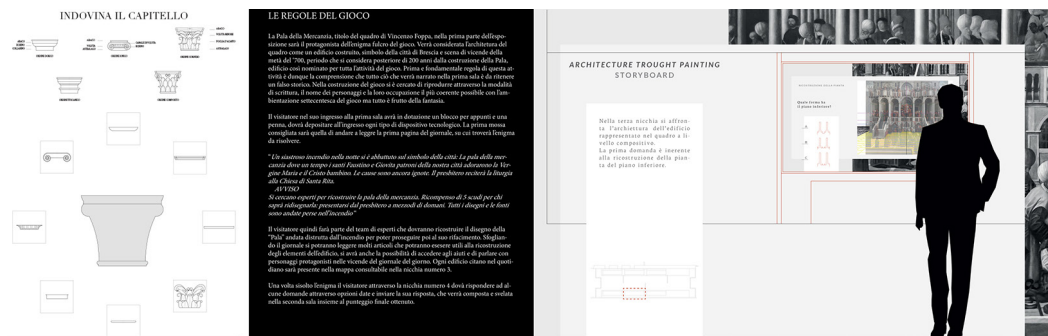 INDOVINA IL CAPITELLO
LE REGOLE DEL GIOCO
La Pala della Mercanzia, titolo del quadro di Vincenzo Foppa, nella prima parte dell'espo-
sizione sarà il protagonista dell'enigma fulcro del gioco. Verrà considerata l'architettura del
quadro come un edificio costruito, simbolo della città di Brescia e scena di vicende della
metà del '700, periodo che si considera posteriore di 200 anni dalla costruzione della Pala,
edificio così nominato per tutta l'attività del gioco. Prima e fondamentale regola di questa at-
tività è dunque la comprensione che tutto ciò che verrà narrato nella prima sala è da ritenere
un falso storico. Nella costruzione del gioco si è cercato di riprodurre attraverso la modalità
di scrittura, il nome dei personaggi e la loro occupazione il più coerente possibile con l'am-
bientazione settecentesca del gioco ma tutto è frutto della fantasia.
Il visitatore nel suo ingresso alla prima sala avrà in dotazione un blocco per appunti e una
penna, dovrà depositare all'ingresso ogni tipo di dispositivo tecnologico. La prima mossa
consigliata sarà quella di andare a leggere la prima pagina del giornale, su cui troverà l'enigma
da risolvere.
"Un disastroso incendio nella notte si è abbattuto sul simbolo della città: La pala della mer-
canzia dove un tempo i santi Faustino e Giovita patroni della nostra città adoravano la Ver-
gine Maria e il Cristo bambino. Le cause sono ancora ignote. Il presbitero reciterà la liturgia
alla Chiesa di Santa Rita.
AVVISO
Si cercano esperti per ricostruire la pala della mercanzia. Ricompenso di 5 scudi per chi
saprà ridisegnarla: presentarsi dal presbitero a mezzodì di domani. Tutti i disegni e le fonti
sono andate perse nell'incendio"
Il visitatore quindi farà parte del team di esperti che dovranno ricostruire il disegno della
"Pala" andata distrutta dall'incendio per poter proseguire poi al suo rifacimento. Sfoglian-
do il giornale si potranno leggere molti articoli che potranno essere utili alla ricostruzione
degli elementi dell'edificio, si avrà anche la possibilità di accedere agli aiuti e di parlare con
personaggi protagonisti nelle vicende del giornale del giorno. Ogni edificio citato nel quoti-
diano sarà presente nella mappa consultabile nella nicchia numero 3.
Una volta sisolto l'enigma il visitatore attraverso la nicchia numero 4 dovrà rispondere ad al-
cune domande attraverso opzioni date e inviare la sua risposta, che verrà composta e svelata
nella seconda sala insieme al punteggio finale ottenuto.
ARCHITECTURE TROUGHT PAINTING
STORYBOARD
Nella serza nicchia si affron-
ta l'archiettura dell'edificio
rappresentato nel quadro a li-
vello compositivo.
La prima domanda è inerente
alla ricostruzione della pian-
ta del piano inferiore.
Quale forma ha
il piano inferiore?